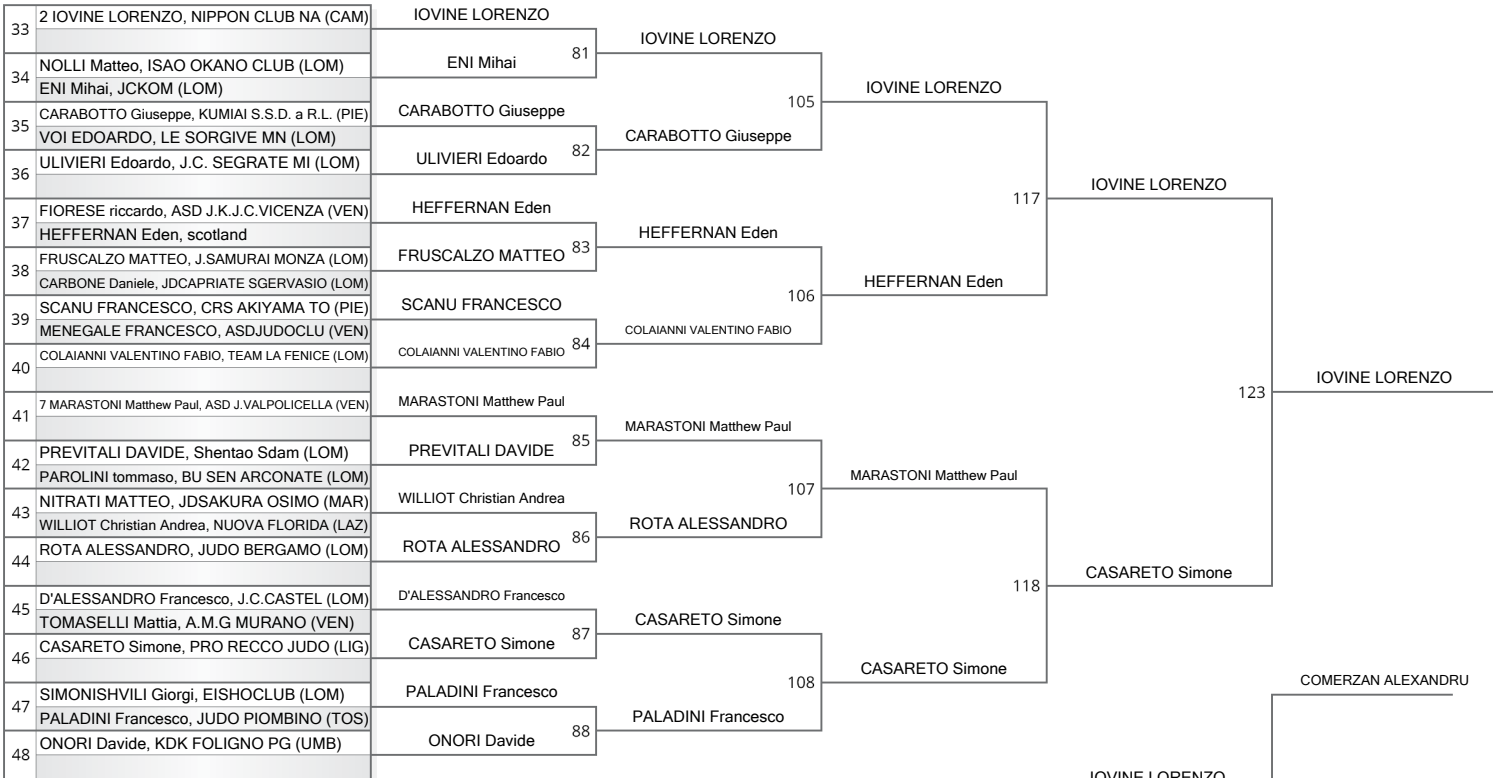 33
2 IOVINE LORENZO, NIPPON CLUB NA (CAM)
34
NOLLI Matteo, ISAO OKANO CLUB (LOM)
ENI Mihai, JCKOM (LOM)
35
CARABOTTO Giuseppe, KUMIAI S.S.D. a R.L. (PIE)
VOI EDOARDO, LE SORGIVE MN (LOM)
36
ULIVIERI Edoardo, J.C. SEGRATE MI (LOM)
37
FIORESE riccardo, ASD J.K.J.C.VICENZA (VEN)
HEFFERNAN Eden, scotland
38
FRUSCALZO MATTEO, J.SAMURAI MONZA (LOM)
CARBONE Daniele, JDCAPRIATE SGERVASIO (LOM)
39
SCANU FRANCESCO, CRS AKIYAMA TO (PIE)
MENEGALE FRANCESCO, ASDJUDOCLU (VEN)
40
COLAIANNI VALENTINO FABIO, TEAM LA FENICE (LOM)
41
7 MARASTONI Matthew Paul, ASD J.VALPOLICELLA (VEN)
42
PREVITALI DAVIDE, Shentao Sdam (LOM)
PAROLINI tommaso, BU SEN ARCONATE (LOM)
43
NITRATI MATTEO, JDSAKURA OSIMO (MAR)
WILLIOT Christian Andrea, NUOVA FLORIDA (LAZ)
44
ROTA ALESSANDRO, JUDO BERGAMO (LOM)
45
D'ALESSANDRO Francesco, J.C.CASTEL (LOM)
TOMASELLI Mattia, A.M.G MURANO (VEN)
46
CASARETO Simone, PRO RECCO JUDO (LIG)
47
SIMONISHVILI Giorgi, EISHOCLUB (LOM)
PALADINI Francesco, JUDO PIOMBINO (TOS)
48
ONORI Davide, KDK FOLIGNO PG (UMB)
IOVINE LORENZO
ENI Mihai
81
CARABOTTO Giuseppe
ULIVIERI Edoardo
82
HEFFERNAN Eden
FRUSCALZO MATTEO
83
SCANU FRANCESCO
COLAIANNI VALENTINO FABIO
84
MARASTONI Matthew Paul
PREVITALI DAVIDE
85
WILLIOT Christian Andrea
ROTA ALESSANDRO
86
D'ALESSANDRO Francesco
CASARETO Simone
87
PALADINI Francesco
ONORI Davide
88
IOVINE LORENZO
105
CARABOTTO Giuseppe
HEFFERNAN Eden
106
COLAIANNI VALENTINO FABIO
MARASTONI Matthew Paul
107
ROTA ALESSANDRO
CASARETO Simone
108
PALADINI Francesco
IOVINE LORENZO
117
HEFFERNAN Eden
MARASTONI Matthew Paul
118
CASARETO Simone
IOVINE LORENZO
123
CASARETO Simone
IOVINE LORENZO
COMERZAN ALEXANDRU
IOVINE LORENZO